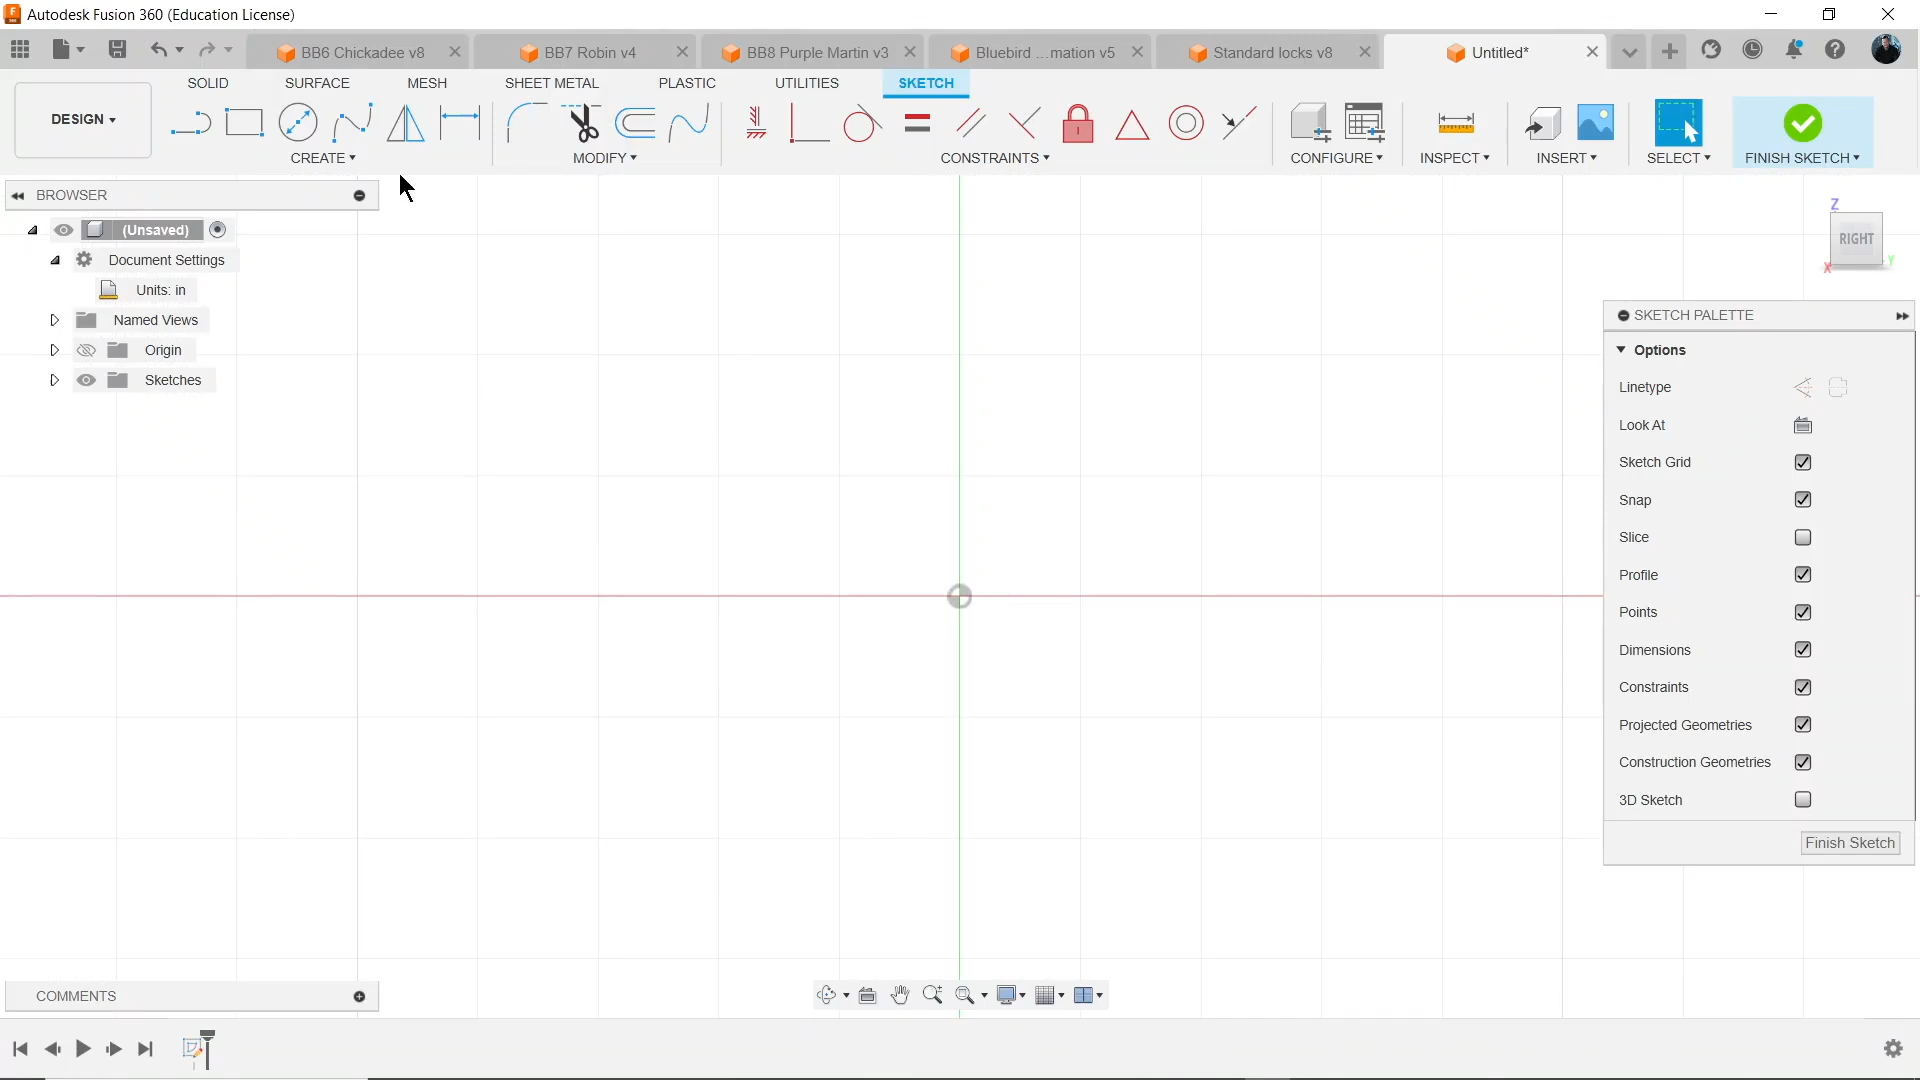 Autodesk Fusion 360 (Education License)
BB6 Chickadee v8
BB7 Robin v4
BB8 Purple Martin v3
Bluebird ...mation v5
Standard locks v8
Untitled*
SOLID
SURFACE
MESH
SHEET METAL
PLASTIC
UTILITIES
SKETCH
DESIGN
CREATE
MODIFY
CONSTRAINTS
CONFIGURE
INSPECT
INSERT
SELECT
FINISH SKETCH
BROWSER
(Unsaved)
Document Settings
Units: in
Named Views
Origin
Sketches
Z
RIGHT
X
Y
SKETCH PALETTE
Options
Linetype
Look At
Sketch Grid
Snap
Slice
Profile
Points
Dimensions
Constraints
Projected Geometries
Construction Geometries
3D Sketch
Finish Sketch
COMMENTS